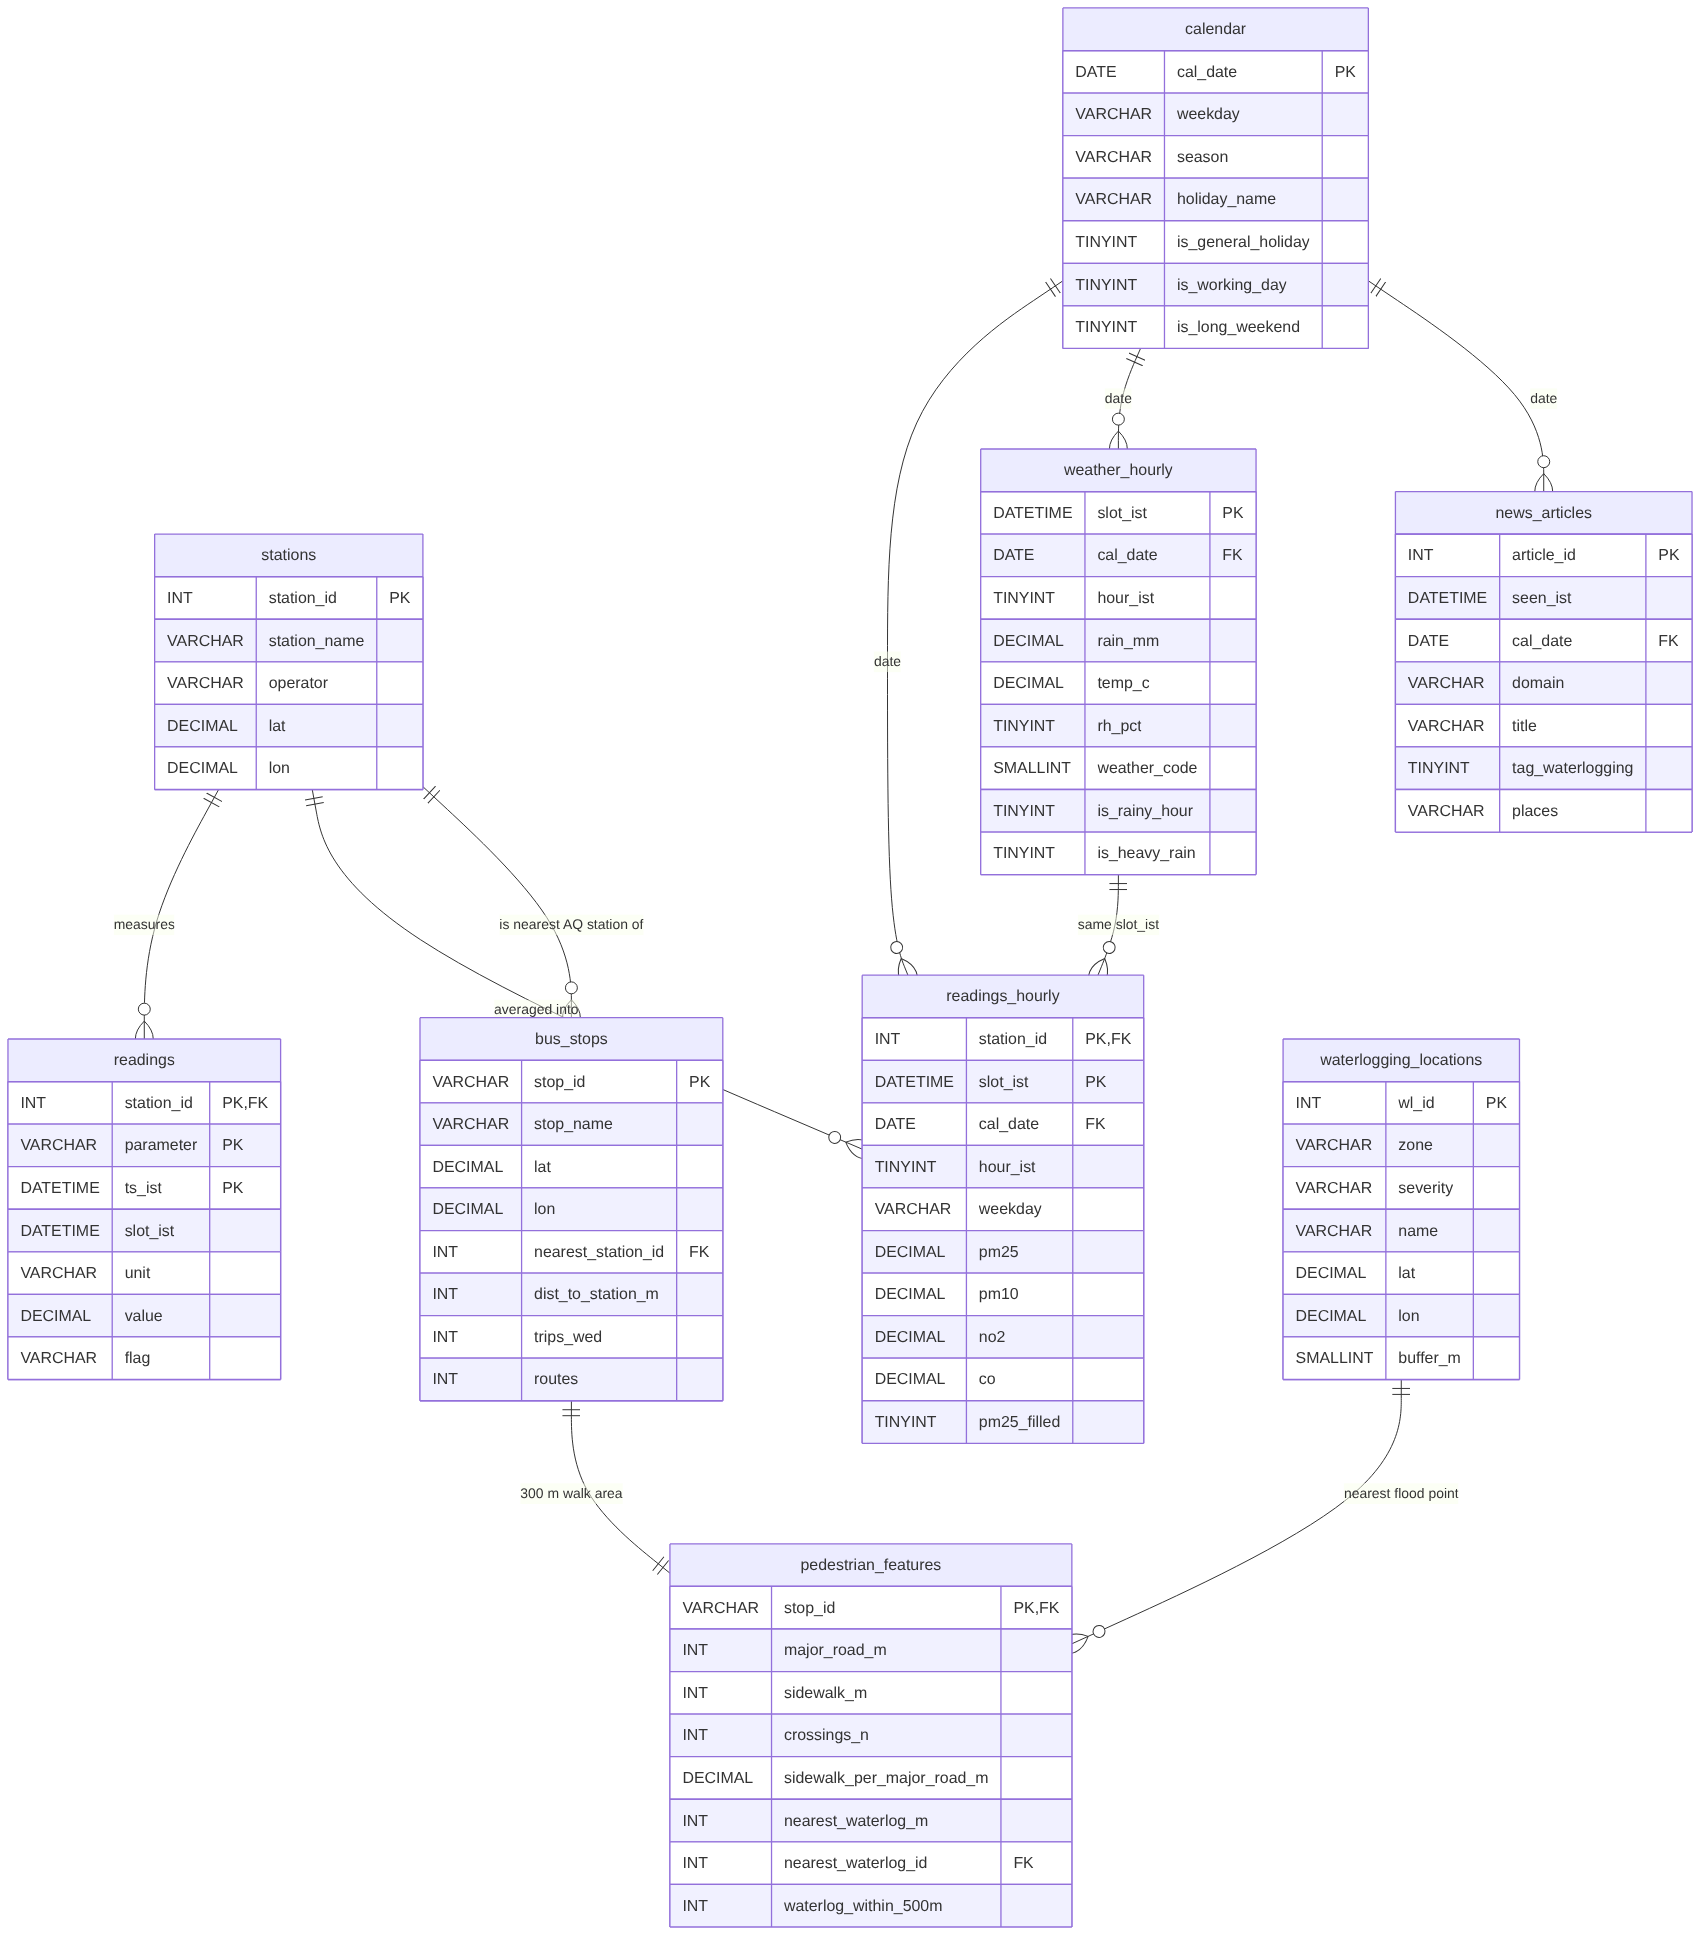 calendar
DATE cal_date PK
VARCHAR weekday
VARCHAR season
VARCHAR holiday_name
TINYINT is_general_holiday
TINYINT is_working_day
TINYINT is_long_weekend
date
date
date
weather_hourly
DATETIME slot_ist PK
DATE cal_date FK
TINYINT hour_ist
DECIMAL rain_mm
DECIMAL temp_c
TINYINT rh_pct
SMALLINT weather_code
TINYINT is_rainy_hour
TINYINT is_heavy_rain
news_articles
INT article_id PK
DATETIME seen_ist
DATE cal_date FK
VARCHAR domain
VARCHAR title
TINYINT tag_waterlogging
VARCHAR places
stations
INT station_id PK
VARCHAR station_name
VARCHAR operator
DECIMAL lat
DECIMAL lon
measures
is nearest AQ station of
same slot_ist
averaged into
readings
INT station_id PK,FK
VARCHAR parameter PK
DATETIME ts_ist PK
DATETIME slot_ist
VARCHAR unit
DECIMAL value
VARCHAR flag
bus_stops
VARCHAR stop_id PK
VARCHAR stop_name
DECIMAL lat
DECIMAL lon
INT nearest_station_id FK
INT dist_to_station_m
INT trips_wed
INT routes
readings_hourly
INT station_id PK,FK
DATETIME slot_ist PK
DATE cal_date FK
TINYINT hour_ist
VARCHAR weekday
DECIMAL pm25
DECIMAL pm10
DECIMAL no2
DECIMAL co
TINYINT pm25_filled
waterlogging_locations
INT wl_id PK
VARCHAR zone
VARCHAR severity
VARCHAR name
DECIMAL lat
DECIMAL lon
SMALLINT buffer_m
300 m walk area
nearest flood point
pedestrian_features
VARCHAR stop_id PK,FK
INT major_road_m
INT sidewalk_m
INT crossings_n
DECIMAL sidewalk_per_major_road_m
INT nearest_waterlog_m
INT nearest_waterlog_id FK
INT waterlog_within_500m